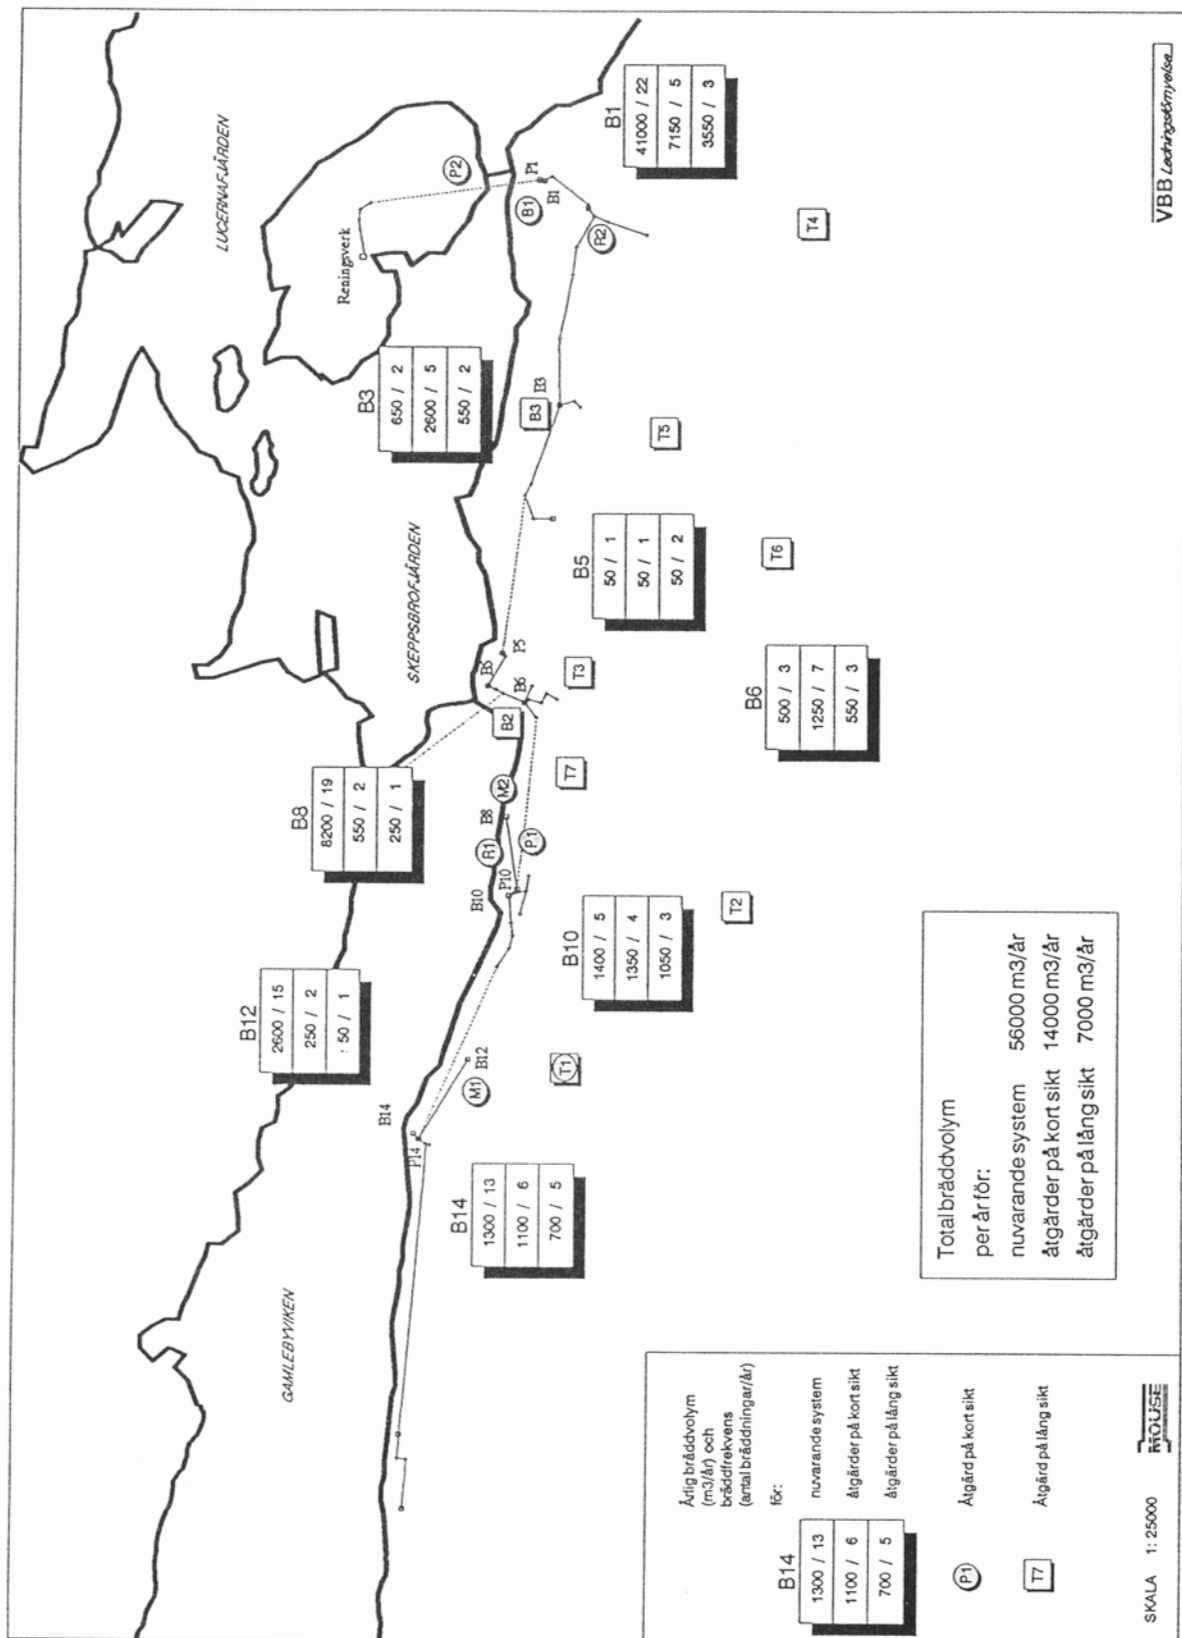 LUCERNAFJÄRDEN
SKEPPSBROFJÄRDEN
GAMLEBYVIKEN
Reningsverk
B14
1300 / 13
1100 / 6
700 / 5
B12
2600 / 15
250 / 2
50 / 1
B8
8200 / 19
550 / 2
250 / 1
B10
1400 / 5
1350 / 4
1050 / 3
B6
500 / 3
1250 / 7
550 / 3
B5
50 / 1
50 / 1
50 / 2
B3
650 / 2
2600 / 5
550 / 2
B1
41000 / 22
7150 / 5
3550 / 3
B14
P14
M1
B12
T1
B10
P10
R1
B8
M2
P1
T2
T7
B2
B6
B5
P5
T3
T6
T5
B3
B3
R2
B1
B1
P1
P2
T4
Total bräddvolym
per år för:
nuvarande system 56000 m3/år
åtgärder på kort sikt 14000 m3/år
åtgärder på lång sikt 7000 m3/år
Årlig bräddvolym
(m3/år) och
bräddfrekvens
(antal bräddningar/år)
för:
B14
1300 / 13 nuvarande system
1100 / 6 åtgärder på kort sikt
700 / 5 åtgärder på lång sikt
P1 Åtgärd på kort sikt
T7 Åtgärd på lång sikt
SKALA 1: 25000
MOUSE
VBB Ledningsförnyelse